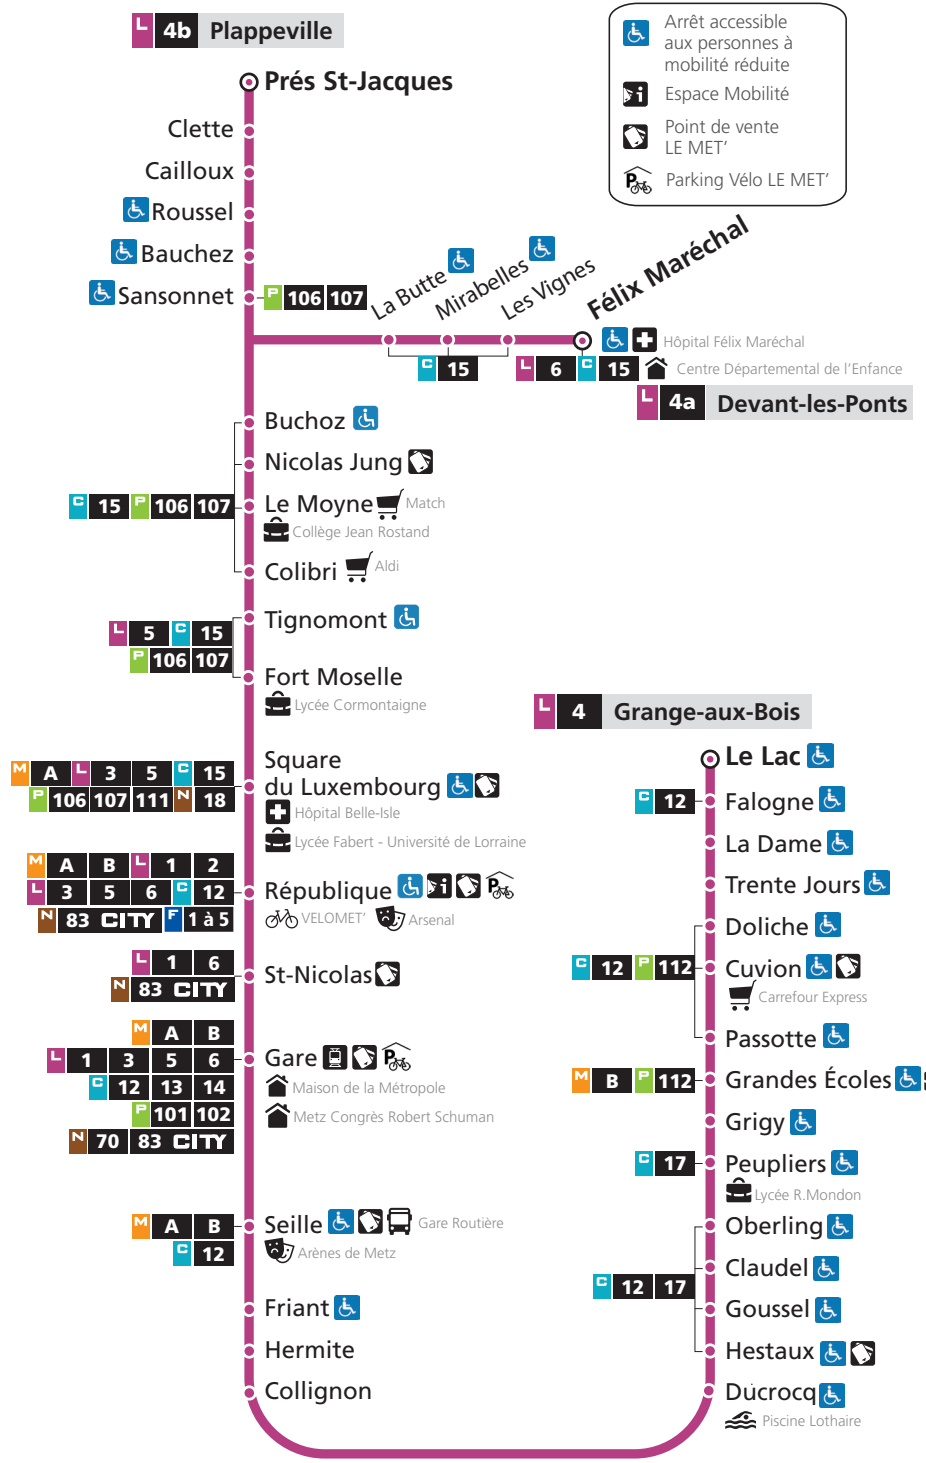 L 4b Plappeville
Arrêt accessible
aux personnes à
mobilité réduite
i Espace Mobilité
Point de vente
LE MET'
P Parking Vélo LE MET'
Prés St-Jacques
Clette
Cailloux
Roussel
Bauchez
Sansonnet
P 106 107
La Butte
Mirabelles
Les Vignes
Félix Maréchal
Hôpital Félix Maréchal
C 15
L 6 C 15 Centre Départemental de l'Enfance
L 4a Devant-les-Ponts
Buchoz
Nicolas Jung
C 15 P 106 107
Le Moyne Match
Collège Jean Rostand
Colibri Aldi
Tignomont
L 5 C 15
P 106 107
Fort Moselle
Lycée Cormontaigne
L 4 Grange-aux-Bois
M A L 3 5 C 15
P 106 107 111 N 18
Square
du Luxembourg
Hôpital Belle-Isle
Lycée Fabert - Université de Lorraine
M A B L 1 2
L 3 5 6 C 12
N 83 CITY F 1 à 5
République i P
VELOMET' Arsenal
L 1 6
N 83 CITY
St-Nicolas
M A B
L 1 3 5 6
C 12 13 14
P 101 102
N 70 83 CITY
Gare P
Maison de la Métropole
Metz Congrès Robert Schuman
M A B
C 12
Seille Gare Routière
Arènes de Metz
Friant
Hermite
Collignon
Le Lac
C 12 Falogne
La Dame
Trente Jours
Doliche
C 12 P 112 Cuvion
Carrefour Express
Passotte
M B P 112 Grandes Écoles
Grigy
C 17 Peupliers
Lycée R.Mondon
Oberling
Claudel
C 12 17
Goussel
Hestaux
Ducrocq
Piscine Lothaire